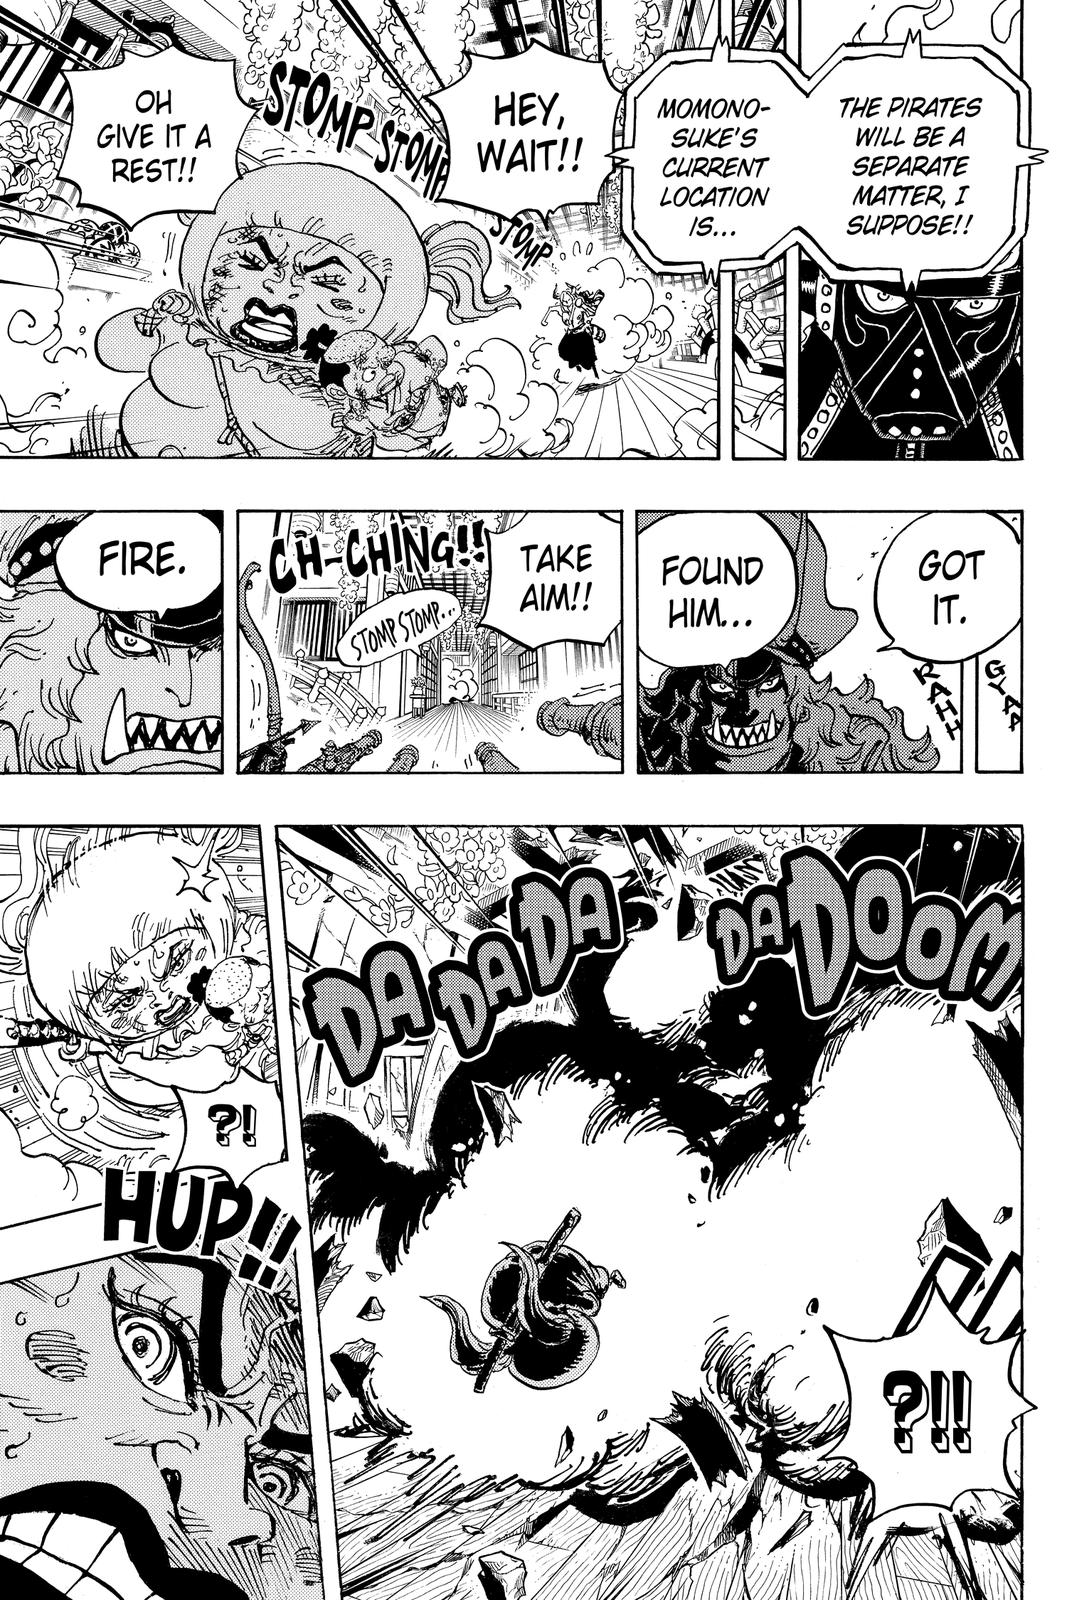 THE PIRATES
WILL BE A
SEPARATE
MATTER, I
SUPPOSE!!
MOMONO-
SUKE'S
CURRENT
LOCATION
IS...
HEY,
WAIT!!
STOMP
STOMP STOMP
OH
GIVE IT A
REST!!
GYAA
GOT
IT.
RAHH
FOUND
HIM...
TAKE
AIM!!
CH-CHING!!
STOMP STOMP...
FIRE.
DADOOM
DA DA DA
?!!
?!
HUP!!